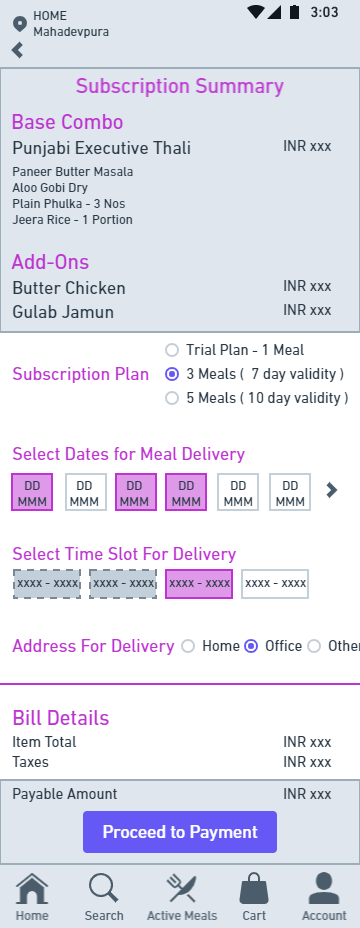 HOME
Mahadevpura
3:03
Subscription Summary
Base Combo
Punjabi Executive Thali INR xxx
Paneer Butter Masala
Aloo Gobi Dry
Plain Phulka - 3 Nos
Jeera Rice - 1 Portion
Add-Ons
Butter Chicken INR xxx
Gulab Jamun INR xxx
Trial Plan - 1 Meal
Subscription Plan 3 Meals ( 7 day validity )
5 Meals ( 10 day validity )
Select Dates for Meal Delivery
DD DD DD DD DD DD
MMM MMM MMM MMM MMM MMM
Select Time Slot For Delivery
xxxx - xxxx xxxx - xxxx xxxx - xxxx xxxx - xxxx
Address For Delivery Home Office Other
Bill Details
Item Total INR xxx
Taxes INR xxx
Payable Amount INR xxx
Proceed to Payment
Home Search Active Meals Cart Account